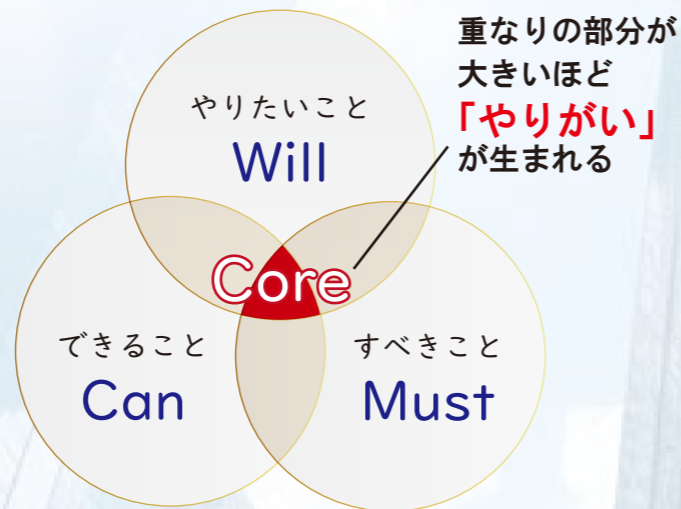 重なりの部分が
大きいほど
「やりがい」
が生まれる
やりたいこと
Will
Core
できること
Can
すべきこと
Must